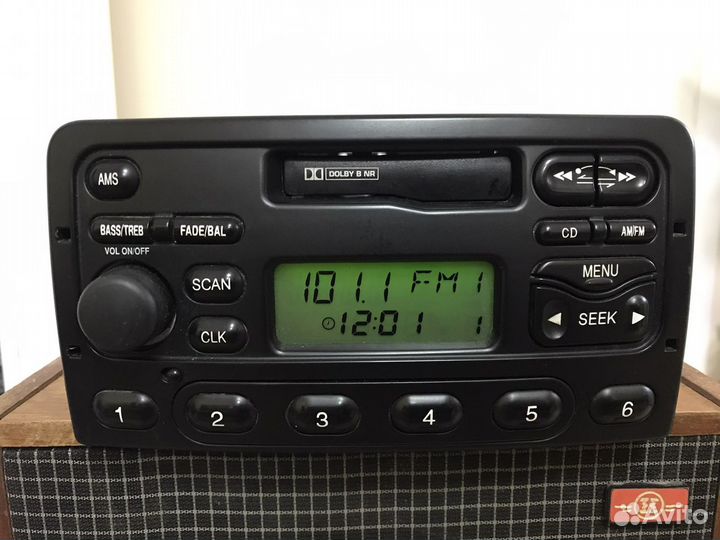 AMS
DOLBY B NR
◄◄ ►►
BASS/TREB FADE/BAL
CD AM/FM
VOL ON/OFF
MENU
SCAN
101.1 FM1
◄ SEEK ►
CLK
12:01 1
1 2 3 4 5 6
Avito